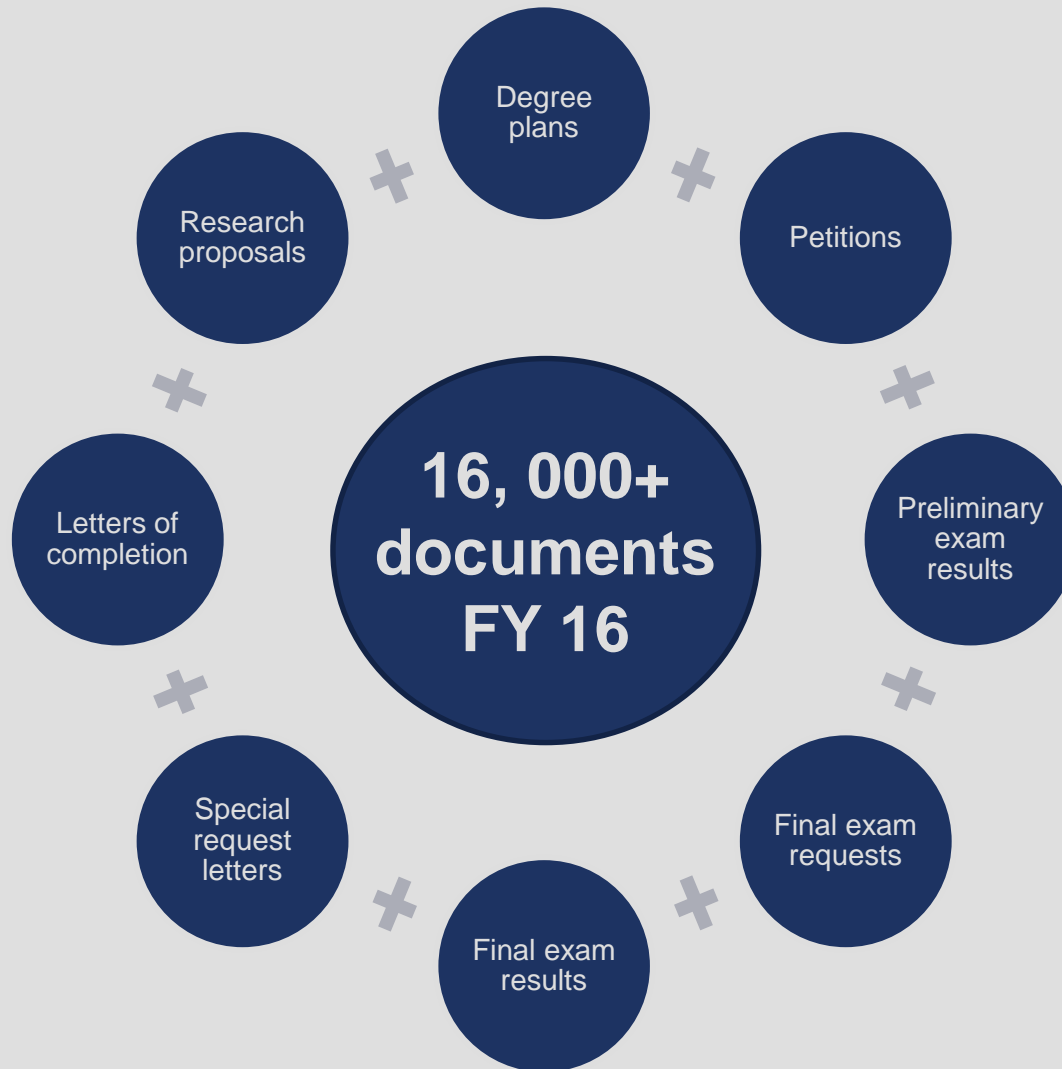 Degree
plans
Petitions
Preliminary
exam
results
Final exam
requests
Final exam
results
Special
request
letters
Letters of
completion
Research
proposals
16, 000+
documents
FY 16